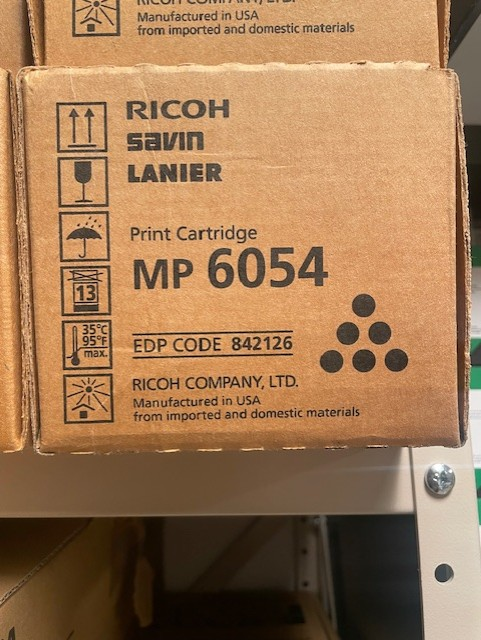 RICOH COMPANY, LTD.
Manufactured in USA
from imported and domestic materials
RICOH
savin
LANIER
Print Cartridge
MP 6054
13
35°C
95°F
max.
EDP CODE 842126
RICOH COMPANY, LTD.
Manufactured in USA
from imported and domestic materials